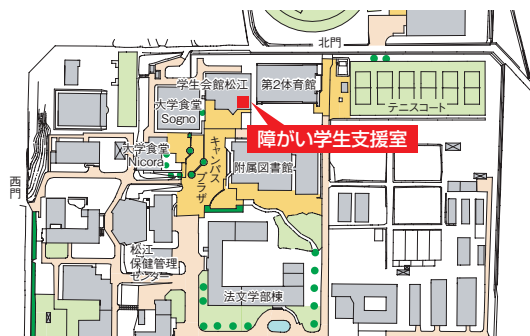 北門
学生会館松江
第2体育館
大学食堂
Sogno
テニスコート
障がい学生支援室
大学食堂
Nicora
キャンパス
プラザ
附属図書館
西門
松江
保健管理
センター
法文学部棟